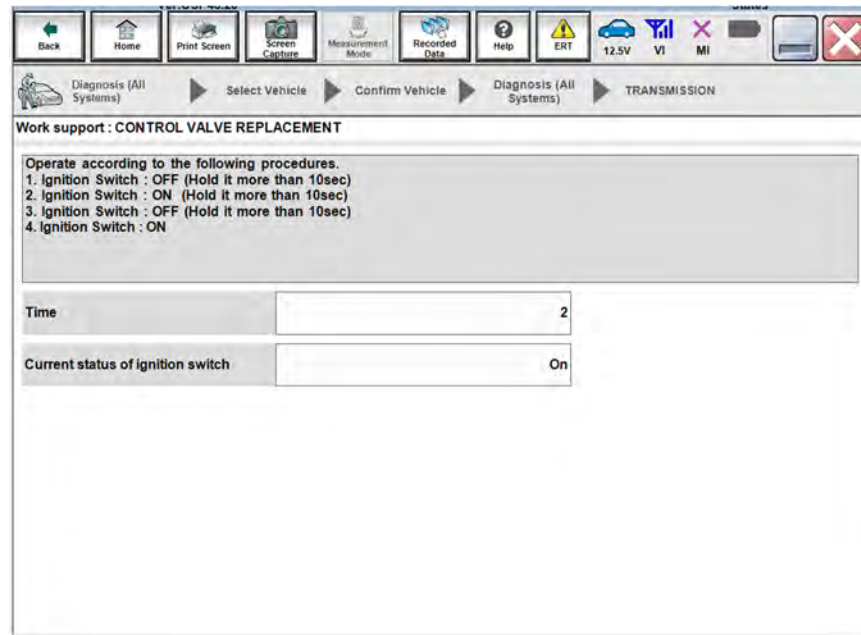 Back
Home
Print Screen
Screen
Capture
Measurement
Mode
Recorded
Data
Help
ERT
12.5V
VI
MI
Diagnosis (All
Systems)
Select Vehicle
Confirm Vehicle
Diagnosis (All
Systems)
TRANSMISSION
Work support : CONTROL VALVE REPLACEMENT
Operate according to the following procedures.
1. Ignition Switch : OFF (Hold it more than 10sec)
2. Ignition Switch : ON (Hold it more than 10sec)
3. Ignition Switch : OFF (Hold it more than 10sec)
4. Ignition Switch : ON
Time
2
Current status of ignition switch
On